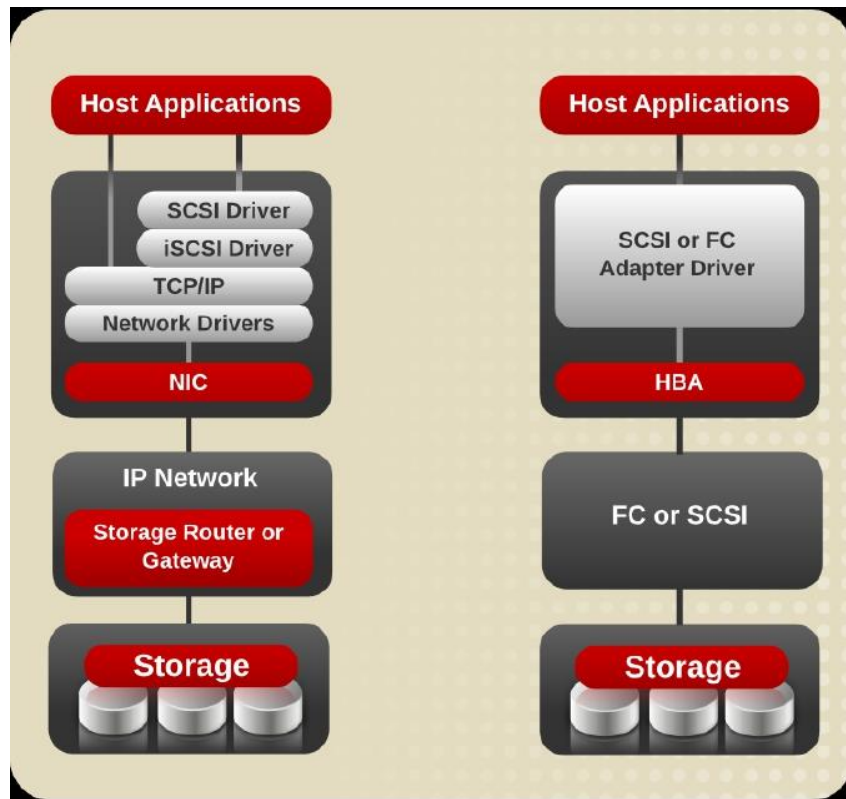 Host Applications
SCSI Driver
iSCSI Driver
TCP/IP
Network Drivers
NIC
IP Network
Storage Router or
Gateway
Storage
Host Applications
SCSI or FC
Adapter Driver
HBA
FC or SCSI
Storage